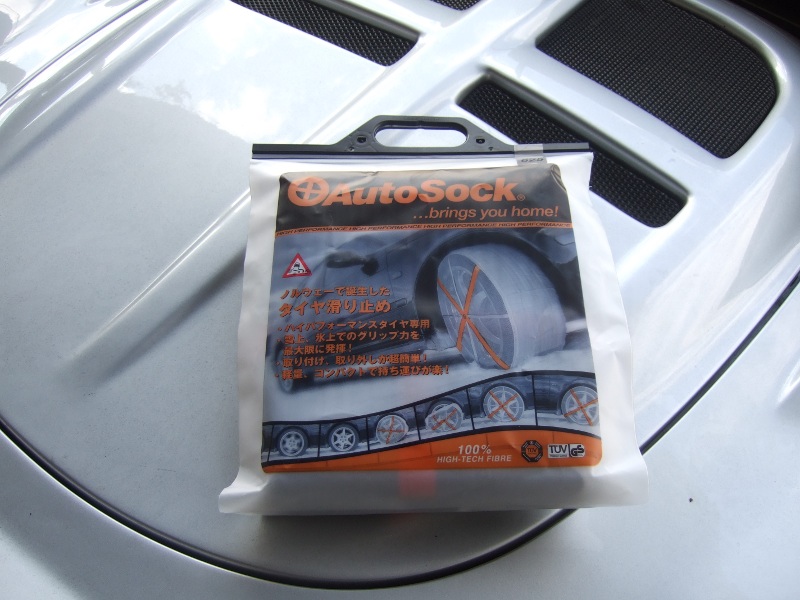 AutoSock®
...brings you home!
HIGH PERFORMANCE HIGH PERFORMANCE HIGH PERFORMANCE HIGH PERFORMANCE
ノルウェーで誕生した
タイヤ滑り止め
・ハイパフォーマンスタイヤ専用
・雪上、氷上でのグリップ力を
最大限に発揮！
・取り付け、取り外しが超簡単！
・軽量、コンパクトで持ち運びが楽！
100%
HIGH-TECH FIBRE
TÜV
GS